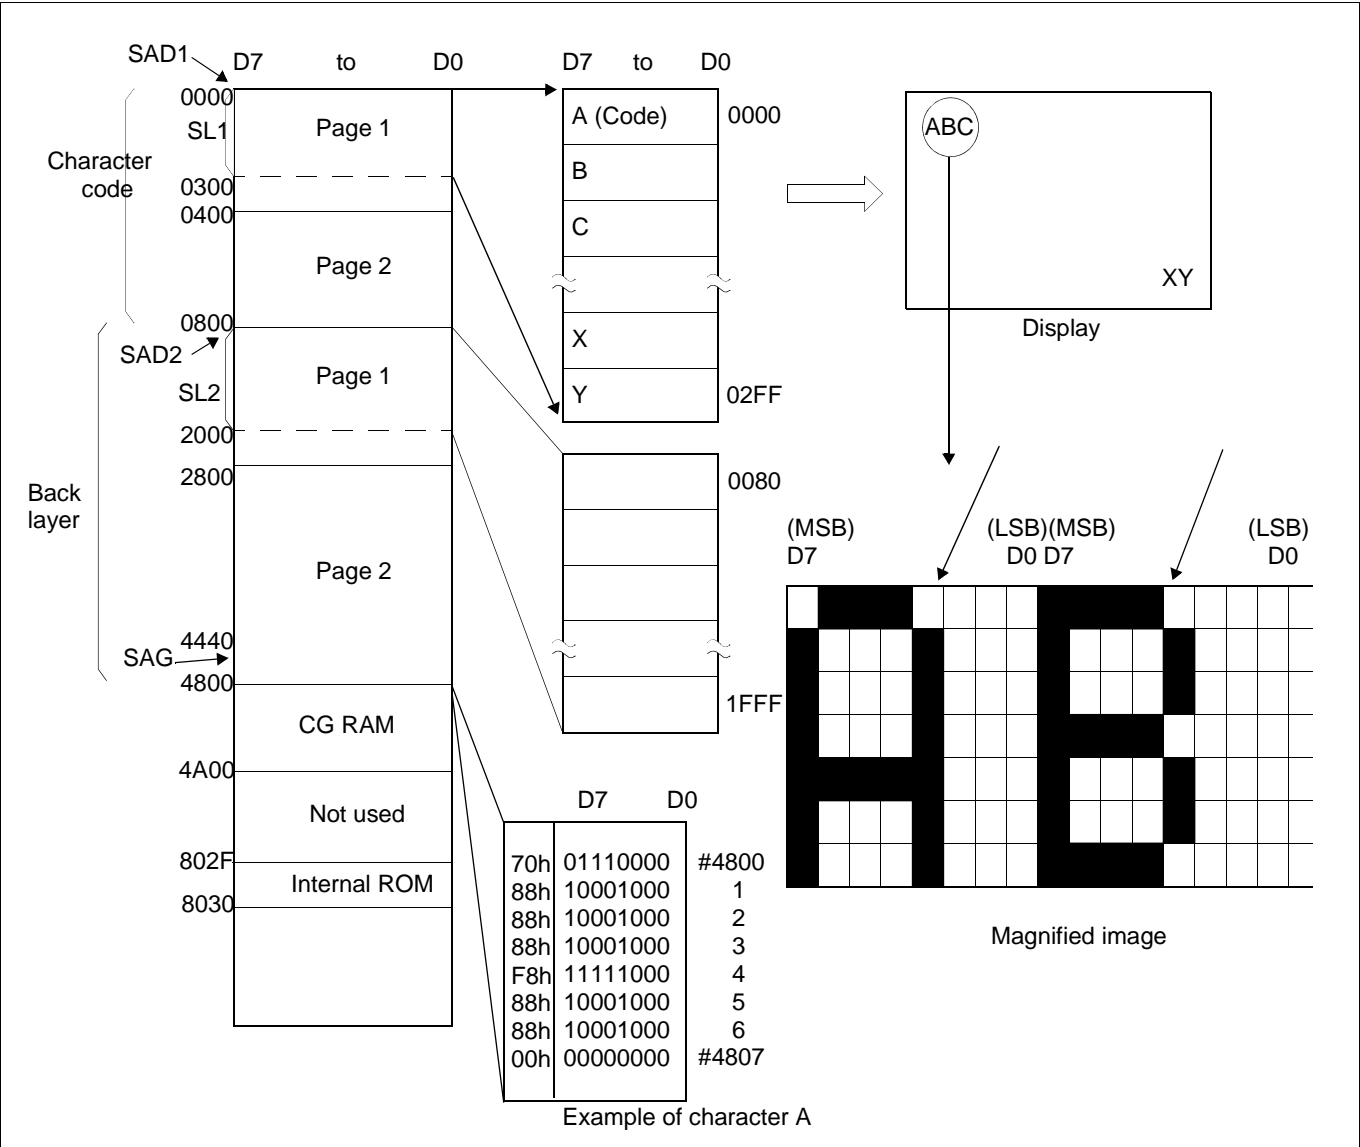 SAD1
D7 to D0
0000
SL1
Character
code
Page 1
0300
0400
Page 2
0800
SAD2
SL2
Page 1
2000
2800
Back
layer
Page 2
4440
SAG
4800
CG RAM
4A00
Not used
802F
Internal ROM
8030
D7 to D0
A (Code) 0000
B
C
X
Y 02FF
0080
1FFF
ABC
XY
Display
(MSB) (LSB)(MSB) (LSB)
D7 D0 D7 D0
Magnified image
D7 D0
70h 01110000 #4800
88h 10001000 1
88h 10001000 2
88h 10001000 3
F8h 11111000 4
88h 10001000 5
88h 10001000 6
00h 00000000 #4807
Example of character A